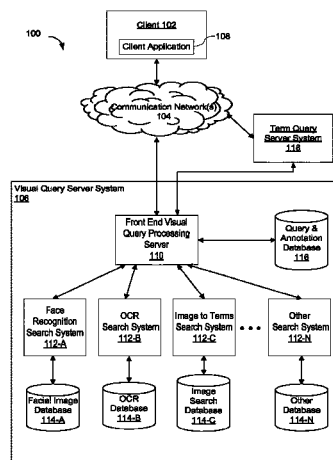 100
Client 102
Client Application
108
Communication Network(s)
104
Term Query
Server System
118
Visual Query Server System
106
Front End Visual
Query Processing
Server
110
Query &
Annotation
Database
116
Face
Recognition
Search System
112-A
OCR
Search System
112-B
Image to Terms
Search System
112-C
Other
Search System
112-N
Facial Image
Database
114-A
OCR
Database
114-B
Image
Search
Database
114-C
Other
Database
114-N